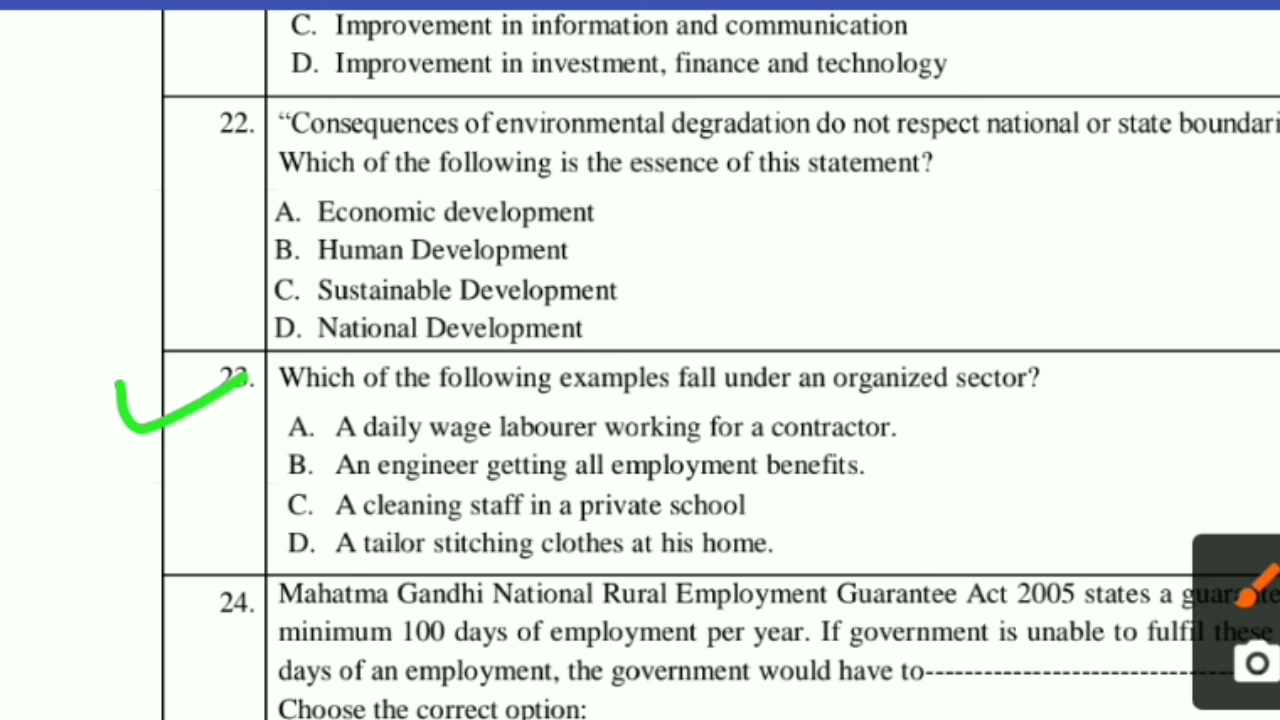 C. Improvement in information and communication
D. Improvement in investment, finance and technology
22. “Consequences of environmental degradation do not respect national or state
Which of the following is the essence of this statement?
A. Economic development
B. Human Development
C. Sustainable Development
D. National Development
23. Which of the following examples fall under an organized sector?
A. A daily wage labourer working for a contractor.
B. An engineer getting all employment benefits.
C. A cleaning staff in a private school
D. A tailor stitching clothes at his home.
24. Mahatma Gandhi National Rural Employment Guarantee Act 2005 states a
minimum 100 days of employment per year. If government is unable to fulfil these
days of an employment, the government would have to------------------------------
Choose the correct option: